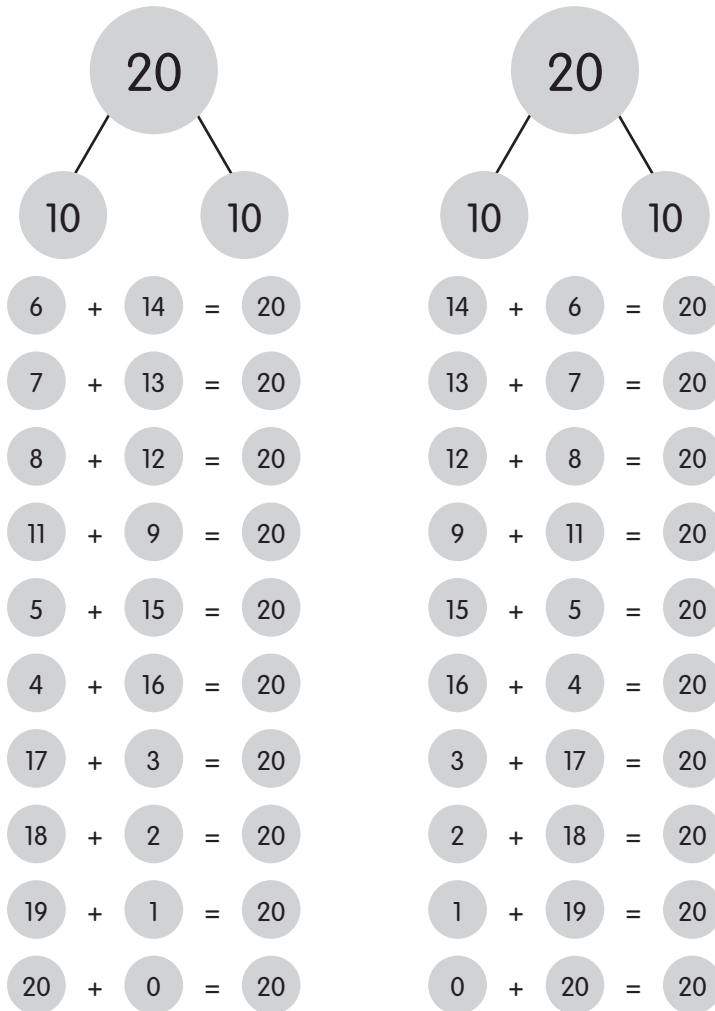 20 20
10 10 10 10
6 + 14 = 20 14 + 6 = 20
7 + 13 = 20 13 + 7 = 20
8 + 12 = 20 12 + 8 = 20
11 + 9 = 20 9 + 11 = 20
5 + 15 = 20 15 + 5 = 20
4 + 16 = 20 16 + 4 = 20
17 + 3 = 20 3 + 17 = 20
18 + 2 = 20 2 + 18 = 20
19 + 1 = 20 1 + 19 = 20
20 + 0 = 20 0 + 20 = 20